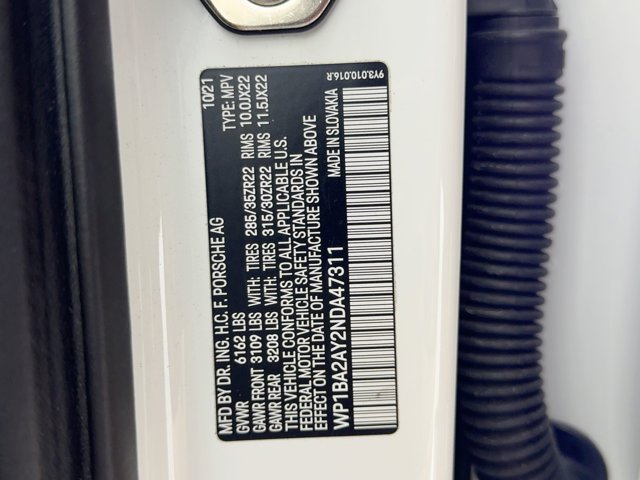 MFD BY DR. ING. H.C. F. PORSCHE AG 10/21
GVWR 6162 LBS TYPE: MPV
GAWR FRONT 3109 LBS WITH: TIRES 285/35ZR22 RIMS 10.0JX22
GAWR REAR 3208 LBS WITH: TIRES 315/30ZR22 RIMS 11.5JX22
THIS VEHICLE CONFORMS TO ALL APPLICABLE U.S.
FEDERAL MOTOR VEHICLE SAFETY STANDARDS IN
EFFECT ON THE DATE OF MANUFACTURE SHOWN ABOVE
MADE IN SLOVAKIA
WP1BA2AY2NDA47311
9Y3.010.016.R